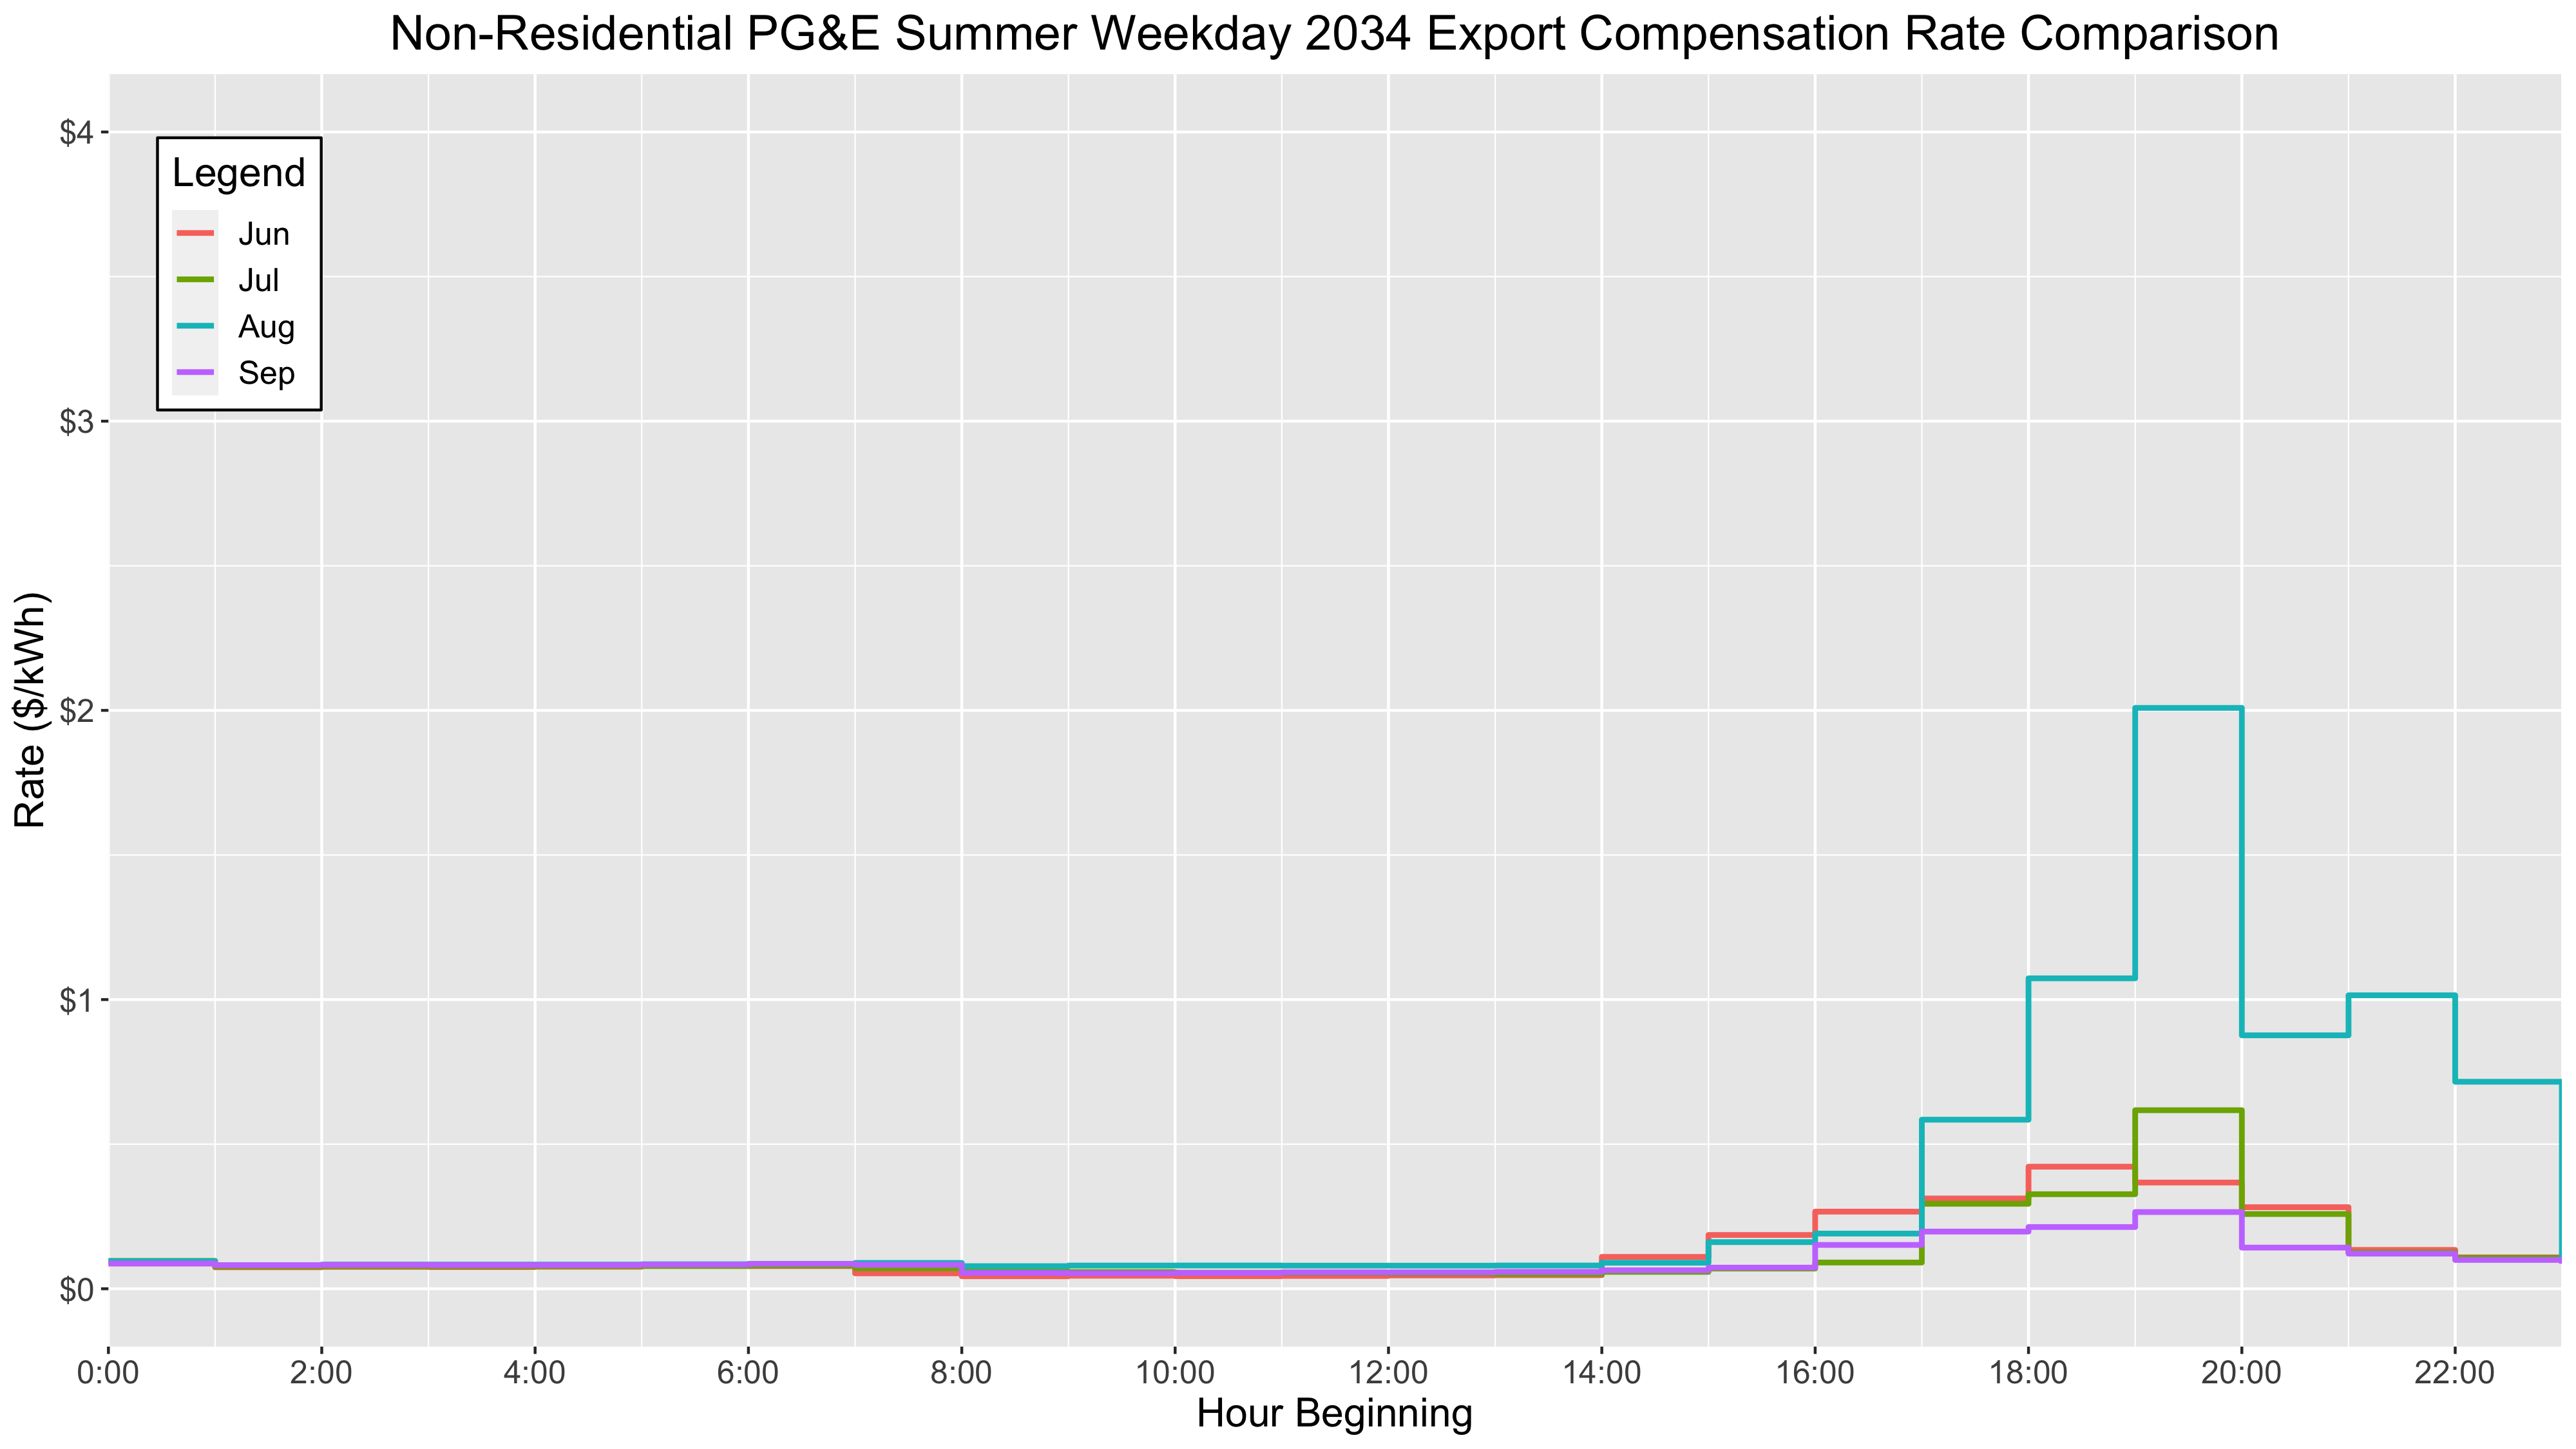 Non-Residential PG&E Summer Weekday 2034 Export Compensation Rate Comparison
Rate ($/kWh)
$4
$3
$2
$1
$0
Legend
Jun
Jul
Aug
Sep
0:00 2:00 4:00 6:00 8:00 10:00 12:00 14:00 16:00 18:00 20:00 22:00
Hour Beginning